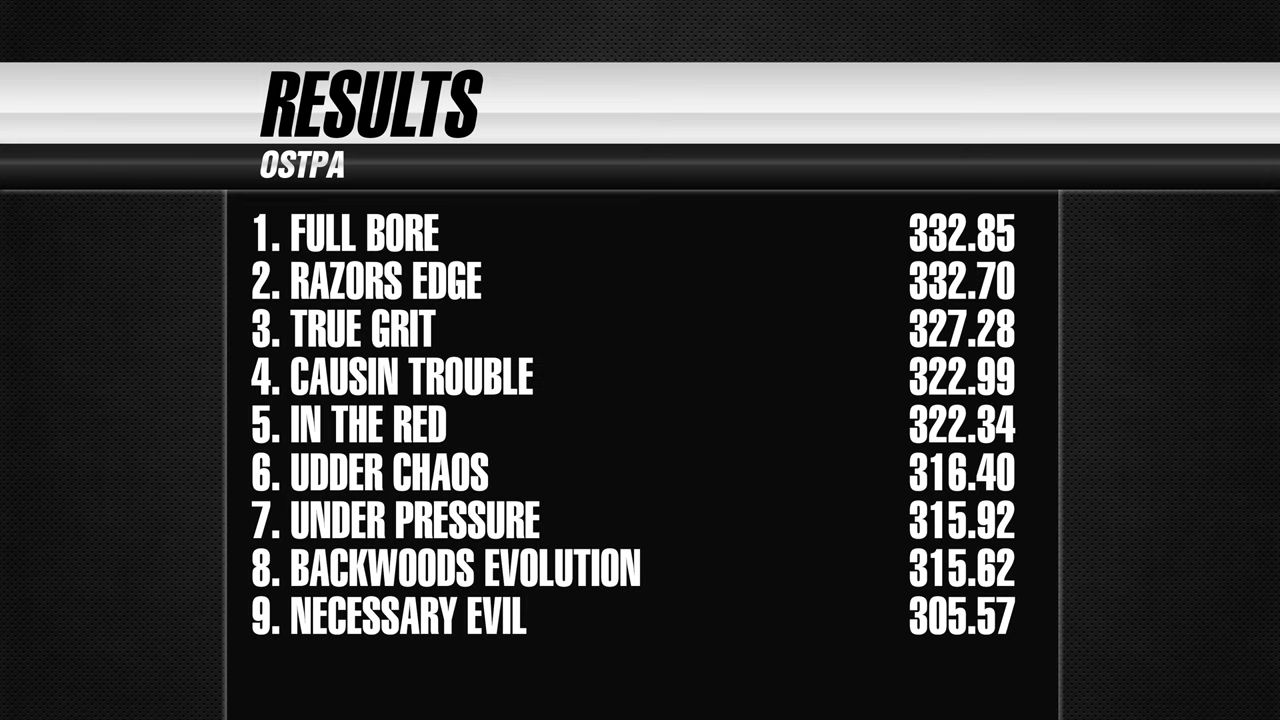 RESULTS
OSTPA
1. FULL BORE 332.85
2. RAZORS EDGE 332.70
3. TRUE GRIT 327.28
4. CAUSIN TROUBLE 322.99
5. IN THE RED 322.34
6. UDDER CHAOS 316.40
7. UNDER PRESSURE 315.92
8. BACKWOODS EVOLUTION 315.62
9. NECESSARY EVIL 305.57